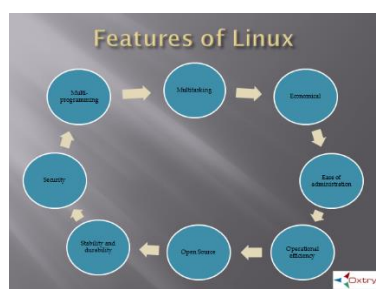 Features of Linux
Multi-
programming
Multitasking
Economical
Ease of
administration
Operational
efficiency
Open Source
Stability and
durability
Security
Oxtry